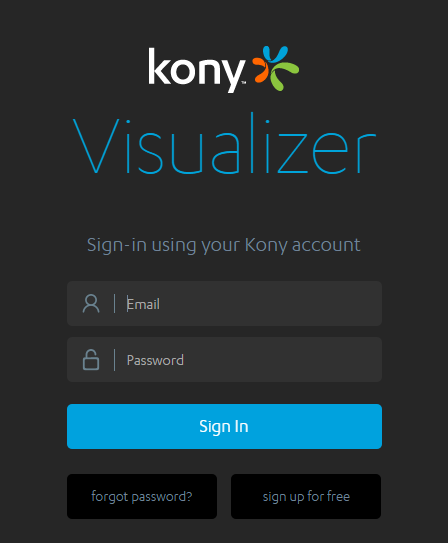 kony™
Visualizer
Sign-in using your Kony account
Email
Password
Sign In
forgot password?
sign up for free